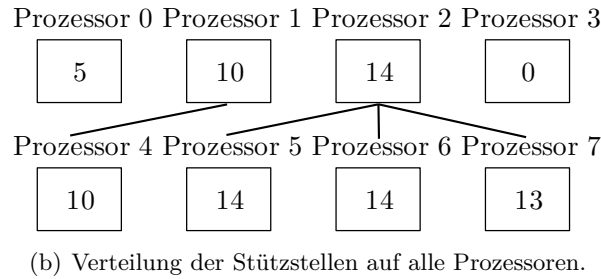 Prozessor 0 Prozessor 1 Prozessor 2 Prozessor 3
5 10 14 0
Prozessor 4 Prozessor 5 Prozessor 6 Prozessor 7
10 14 14 13
(b) Verteilung der Stützstellen auf alle Prozessoren.